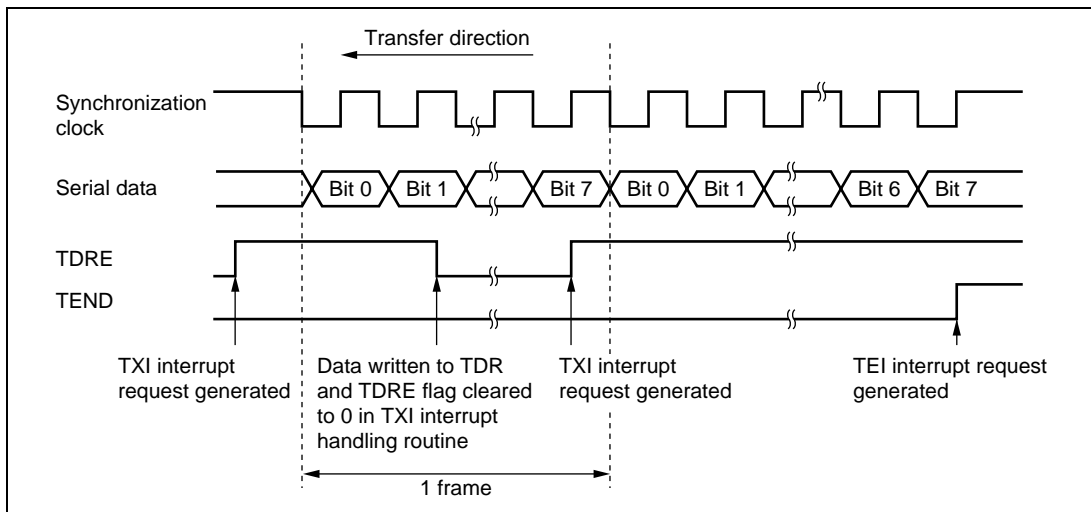 Transfer direction
Synchronization
clock
Serial data
Bit 0
Bit 1
Bit 7
Bit 0
Bit 1
Bit 6
Bit 7
TDRE
TEND
TXI interrupt
request generated
Data written to TDR
and TDRE flag cleared
to 0 in TXI interrupt
handling routine
TXI interrupt
request generated
TEI interrupt request
generated
1 frame